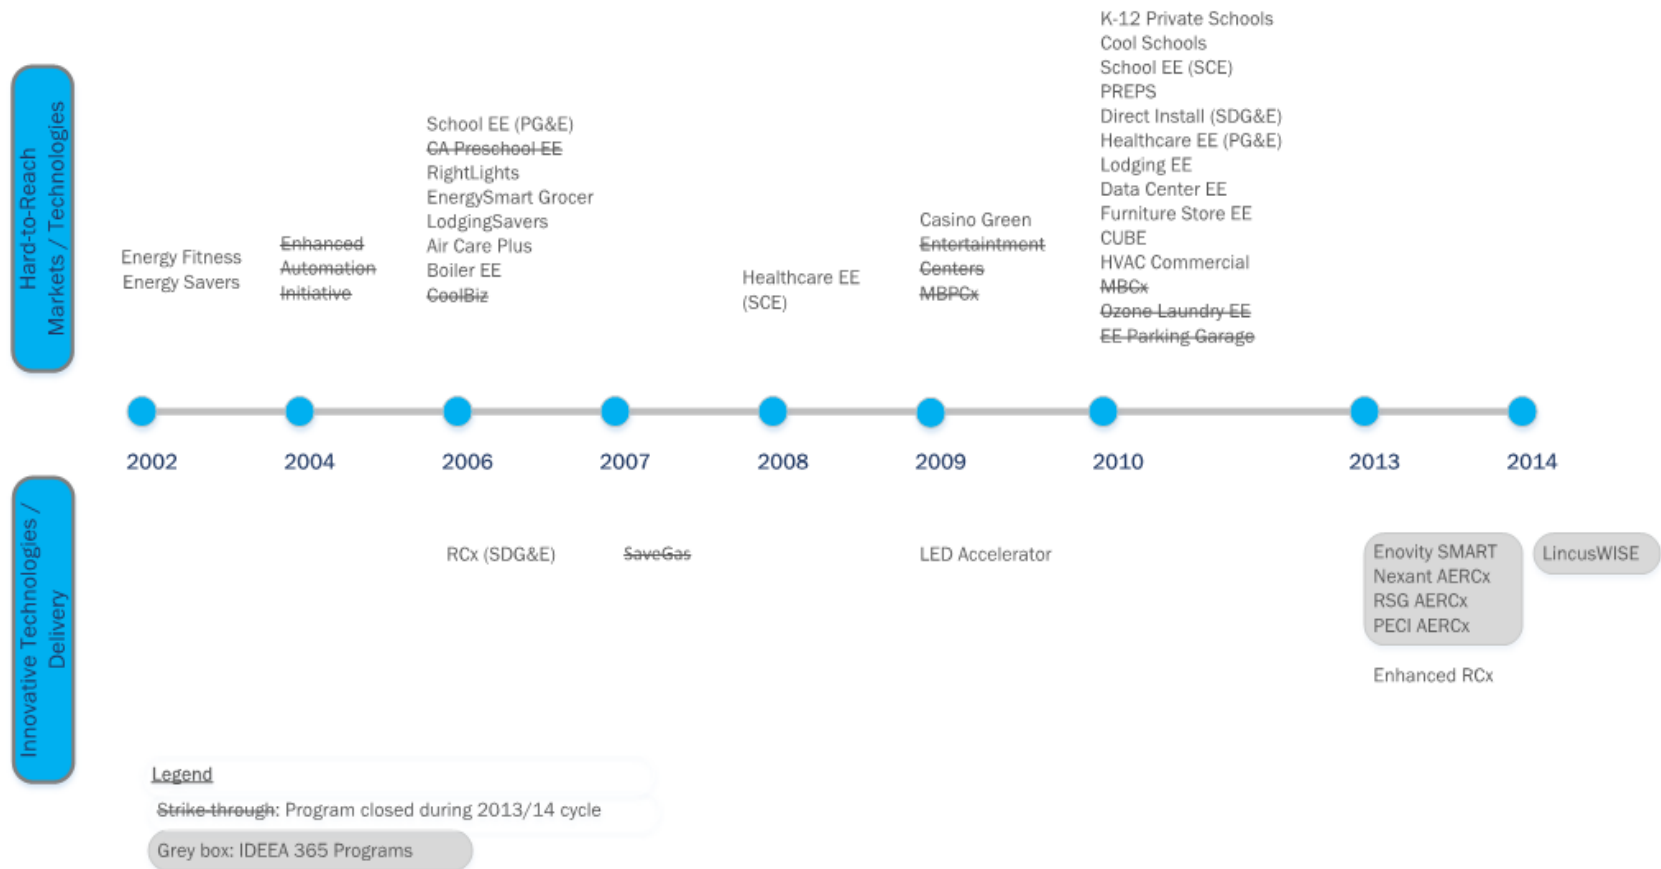 Hard-to-Reach
Markets / Technologies
Energy Fitness
Energy Savers
Enhanced
Automation
Initiative
School EE (PG&E)
CA Preschool EE
RightLights
EnergySmart Grocer
LodgingSavers
Air Care Plus
Boiler EE
CoolBiz
Healthcare EE
(SCE)
Casino Green
Entertaintment
Centers
MBPCx
K-12 Private Schools
Cool Schools
School EE (SCE)
PREPS
Direct Install (SDG&E)
Healthcare EE (PG&E)
Lodging EE
Data Center EE
Furniture Store EE
CUBE
HVAC Commercial
MBCx
Ozone Laundry EE
EE Parking Garage
2002
2004
2006
2007
2008
2009
2010
2013
2014
Innovative Technologies /
Delivery
RCx (SDG&E)
SaveGas
LED Accelerator
Enovity SMART
Nexant AERCx
RSG AERCx
PECI AERCx
Enhanced RCx
LincusWISE
Legend
Strike-through: Program closed during 2013/14 cycle
Grey box: IDEEA 365 Programs